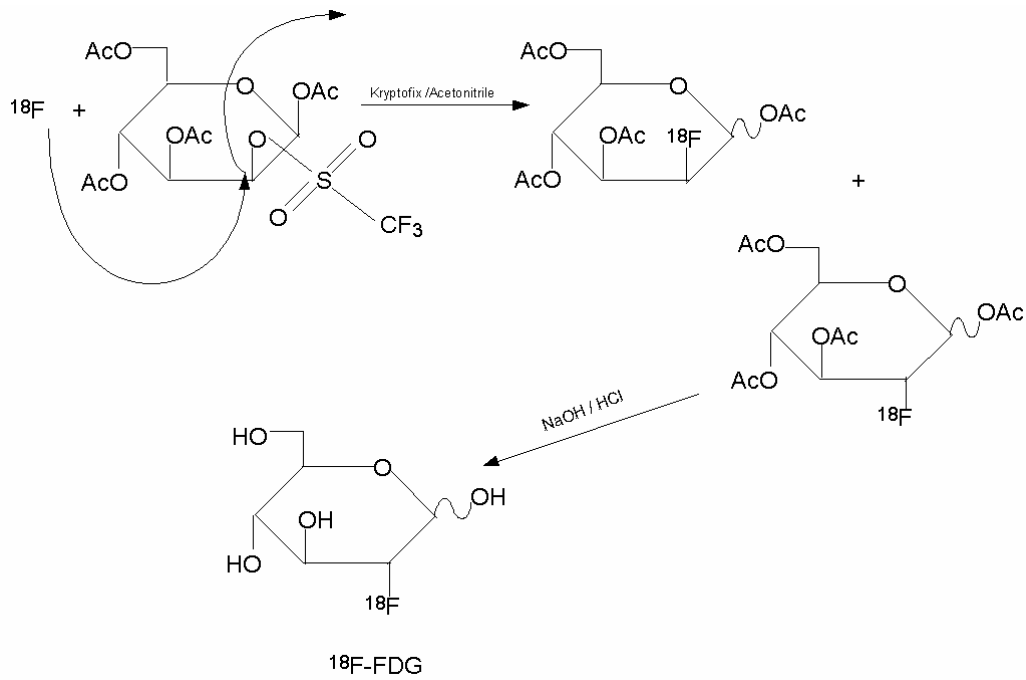 AcO
O
OAc
¹⁸F +
OAc
O
O
S
AcO
O
CF₃
Kryptofix /Acetonitrile
AcO
O
OAc
OAc
¹⁸F
AcO
+
AcO
O
OAc
OAc
AcO
¹⁸F
NaOH / HCl
HO
O
OH
OH
HO
¹⁸F
¹⁸F-FDG